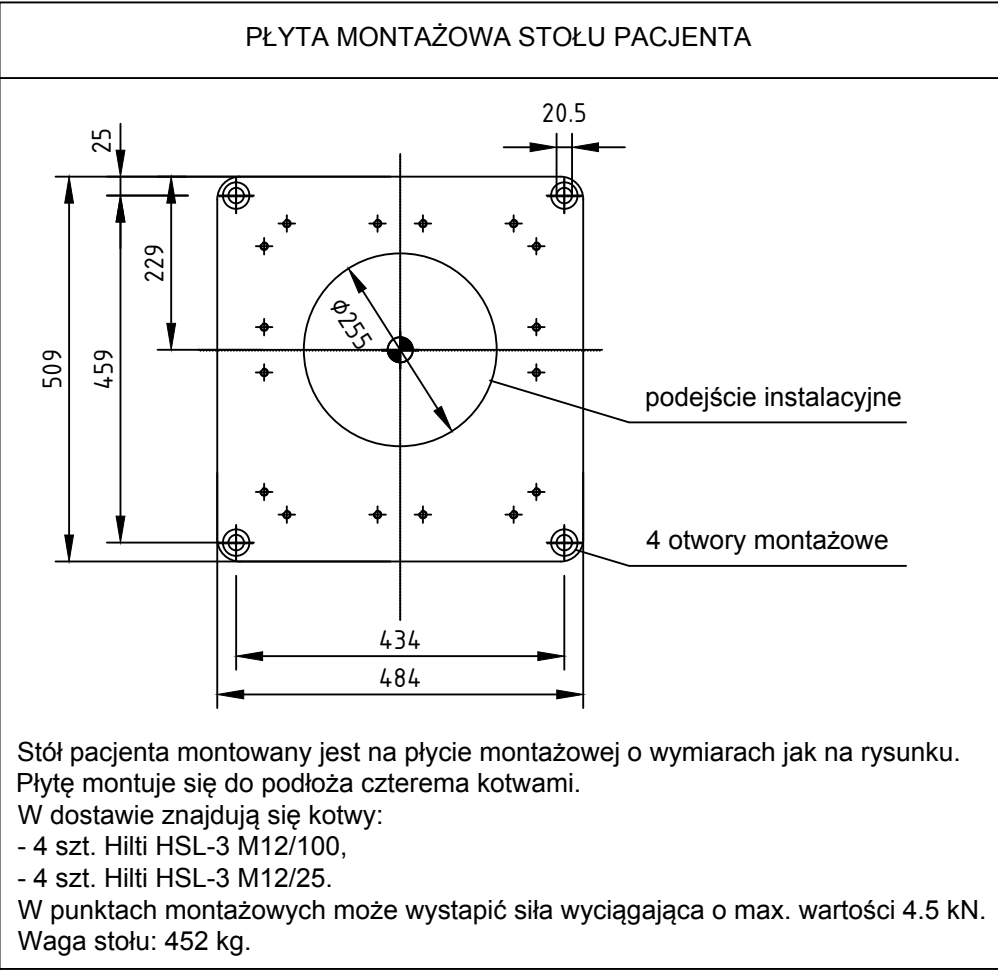 PŁYTA MONTAŻOWA STOŁU PACJENTA
20.5
25
229
509
459
ø255
podejście instalacyjne
4 otwory montażowe
434
484
Stół pacjenta montowany jest na płycie montażowej o wymiarach jak na rysunku.
Płytę montuje się do podłoża czterema kotwami.
W dostawie znajdują się kotwy:
- 4 szt. Hilti HSL-3 M12/100,
- 4 szt. Hilti HSL-3 M12/25.
W punktach montażowych może wystapić siła wyciągająca o max. wartości 4.5 kN.
Waga stołu: 452 kg.